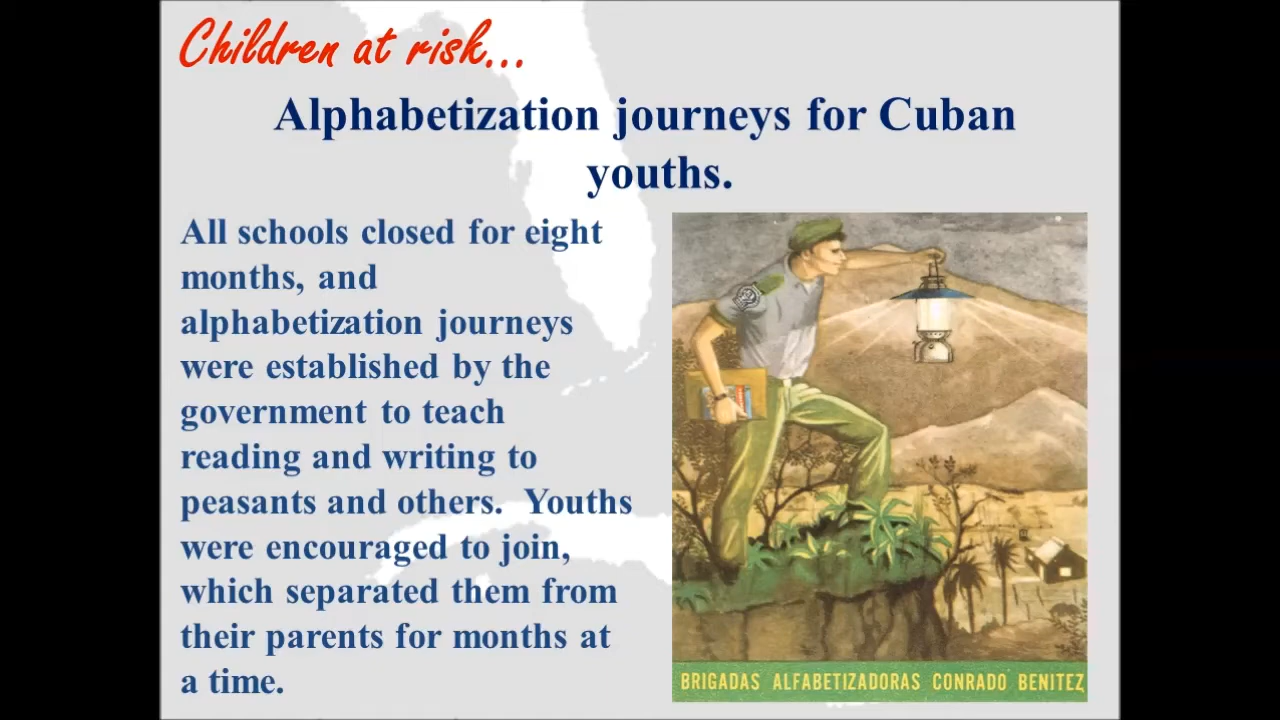 Children at risk...
Alphabetization journeys for Cuban
youths.
All schools closed for eight
months, and
alphabetization journeys
were established by the
government to teach
reading and writing to
peasants and others.  Youths
were encouraged to join,
which separated them from
their parents for months at
a time.
BRIGADAS ALFABETIZADORAS CONRADO BENITEZ